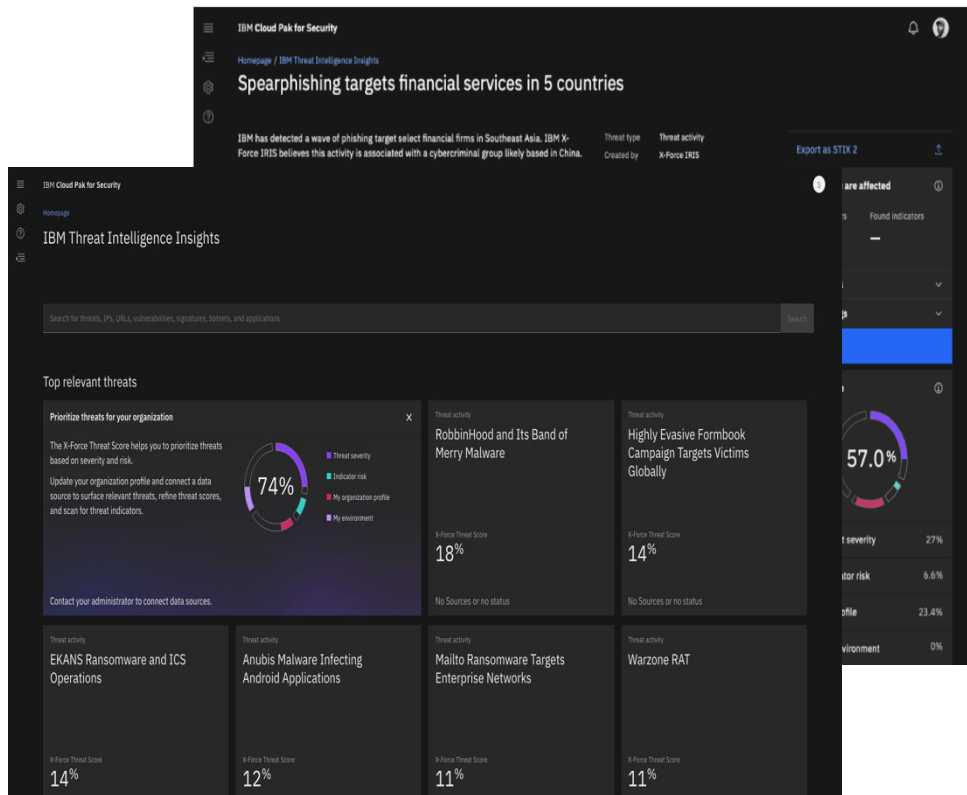 IBM Cloud Pak for Security
Homepage / IBM Threat Intelligence Insights
Spearphishing targets financial services in 5 countries
IBM has detected a wave of phishing target select financial firms in Southeast Asia. IBM X-
Force IRIS believes this activity is associated with a cybercriminal group likely based in China.
Threat type Threat activity
Created by X-Force IRIS
Export as STIX 2
are affected
Found indicators
—
57.0%
severity 27%
risk 6.6%
23.4%
0%
IBM Cloud Pak for Security
S
Homepage
IBM Threat Intelligence Insights
Search for threats, IPs, URLs, vulnerabilities, signatures, botnets, and applications
Search
Top relevant threats
Prioritize threats for your organization X
The X-Force Threat Score helps you to prioritize threats
based on severity and risk.
Update your organization profile and connect a data
source to surface relevant threats, refine threat scores,
and scan for threat indicators.
74%
Threat severity
Indicator risk
My organization profile
My environment
Contact your administrator to connect data sources.
Threat activity
RobbinHood and Its Band of
Merry Malware
X-Force Threat Score
18%
No Sources or no status
Threat activity
Highly Evasive Formbook
Campaign Targets Victims
Globally
X-Force Threat Score
14%
No Sources or no status
Threat activity
EKANS Ransomware and ICS
Operations
X-Force Threat Score
14%
Threat activity
Anubis Malware Infecting
Android Applications
X-Force Threat Score
12%
Threat activity
Mailto Ransomware Targets
Enterprise Networks
X-Force Threat Score
11%
Threat activity
Warzone RAT
X-Force Threat Score
11%